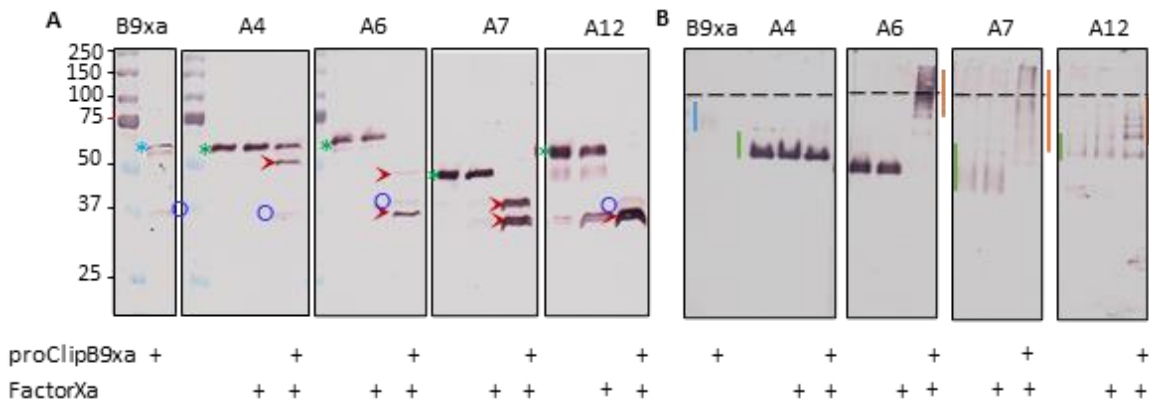 A
B9xa A4 A6 A7 A12
B
B9xa A4 A6 A7 A12
250
150
100
75
50
37
25
proClipB9xa + + + + + + + + + +
FactorXa + + + + + + + + + + + + + + + +